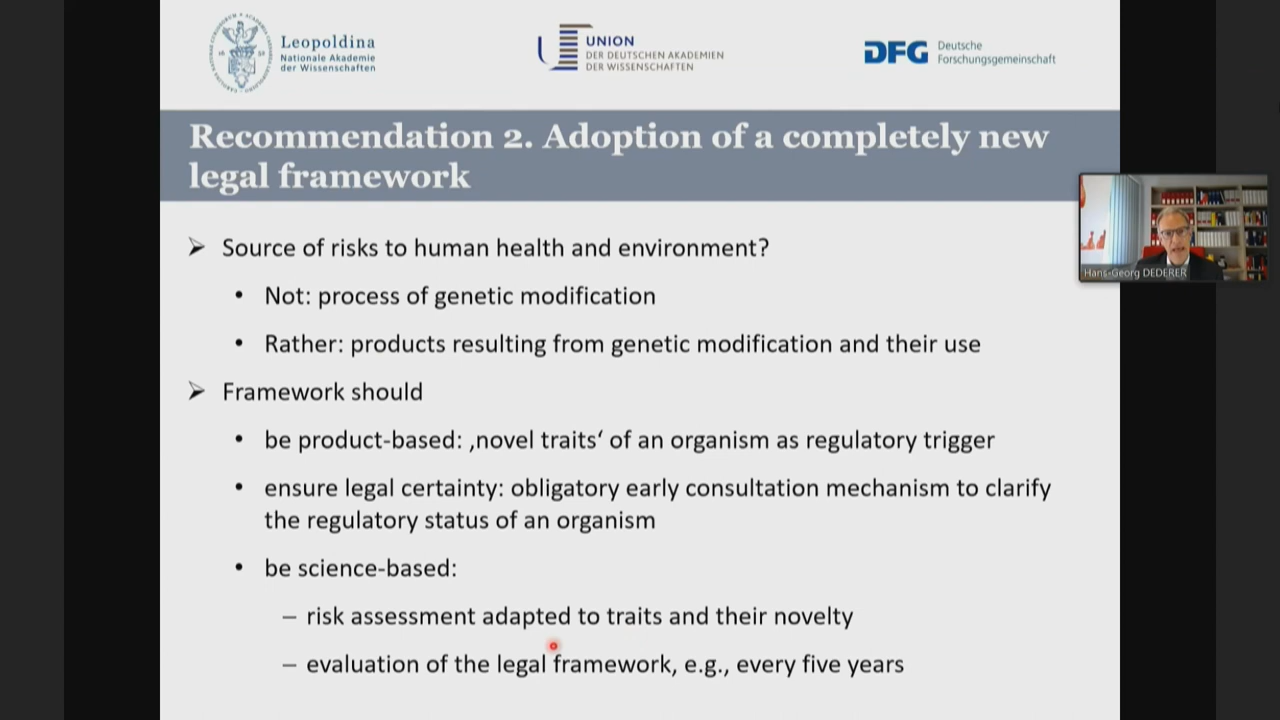 Leopoldina
Nationale Akademie
der Wissenschaften
UNION
DER DEUTSCHEN AKADEMIEN
DER WISSENSCHAFTEN
DFG Deutsche
Forschungsgemeinschaft
Recommendation 2. Adoption of a completely new
legal framework
Hans-Georg DEDERER
➢ Source of risks to human health and environment?
• Not: process of genetic modification
• Rather: products resulting from genetic modification and their use
➢ Framework should
• be product-based: ‚novel traits‘ of an organism as regulatory trigger
• ensure legal certainty: obligatory early consultation mechanism to clarify
the regulatory status of an organism
• be science-based:
– risk assessment adapted to traits and their novelty
– evaluation of the legal framework, e.g., every five years